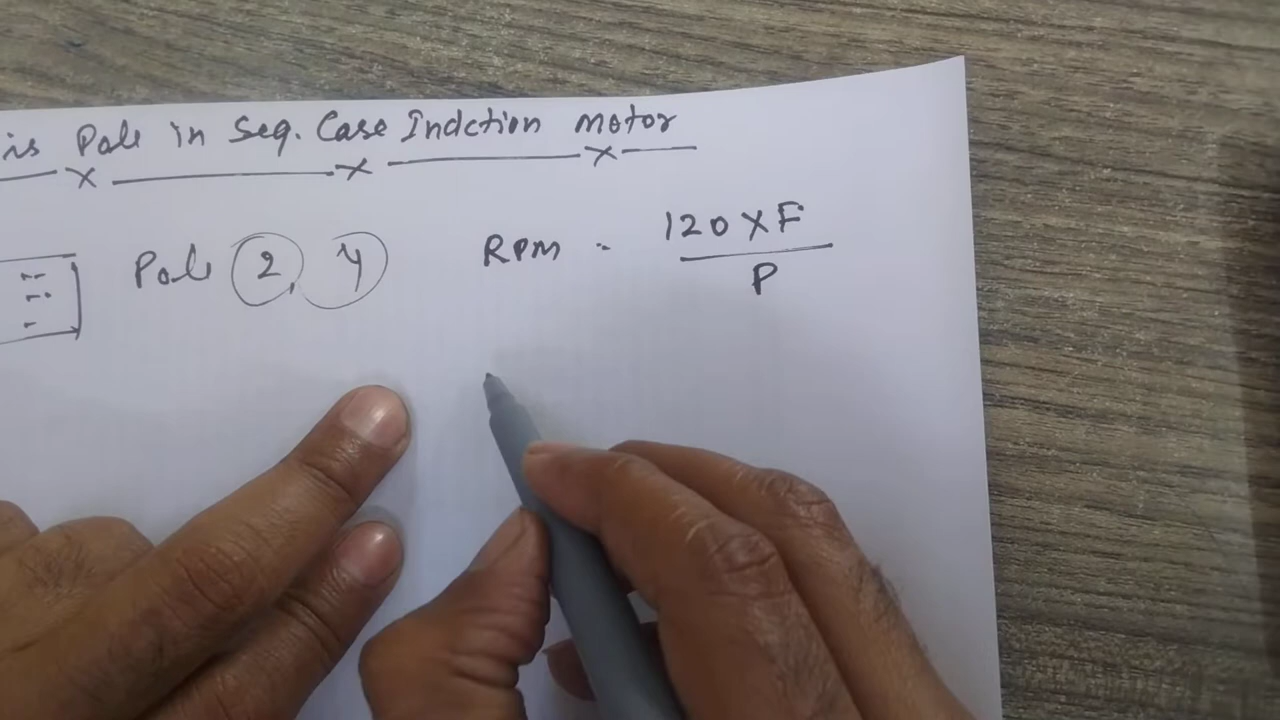 is Pole in Seq. Case Indction motor
Pole 2, 4
RPM = 120 X F
P